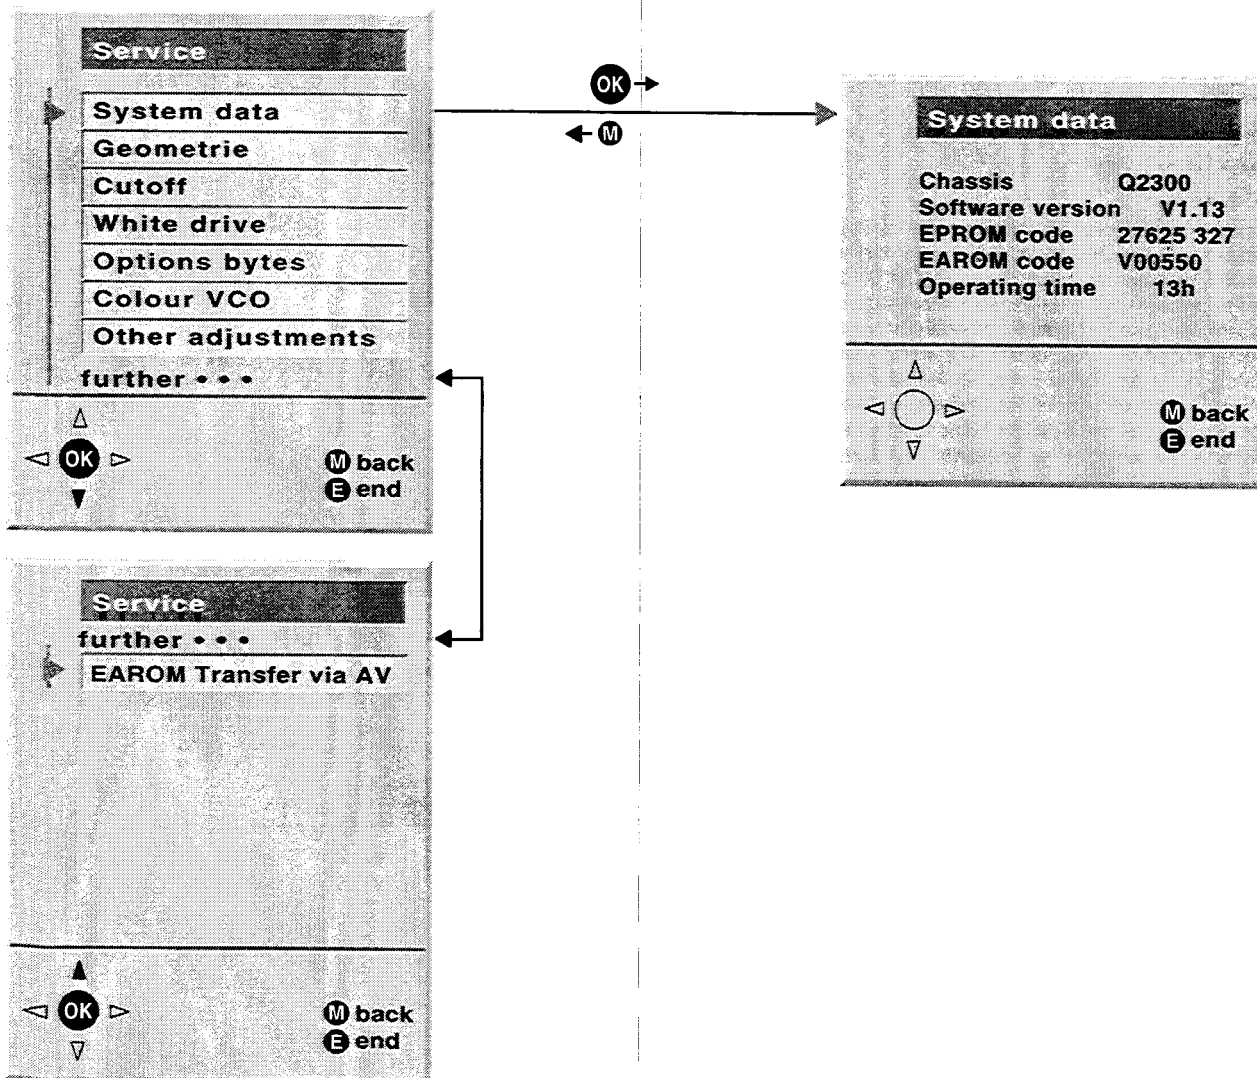 Service
System data
Geometrie
Cutoff
White drive
Options bytes
Colour VCO
Other adjustments
further • • •
OK
M back
E end
OK
M
System data
Chassis Q2300
Software version V1.13
EPROM code 27625 327
EAROM code V00550
Operating time 13h
M back
E end
Service
further • • •
EAROM Transfer via AV
OK
M back
E end